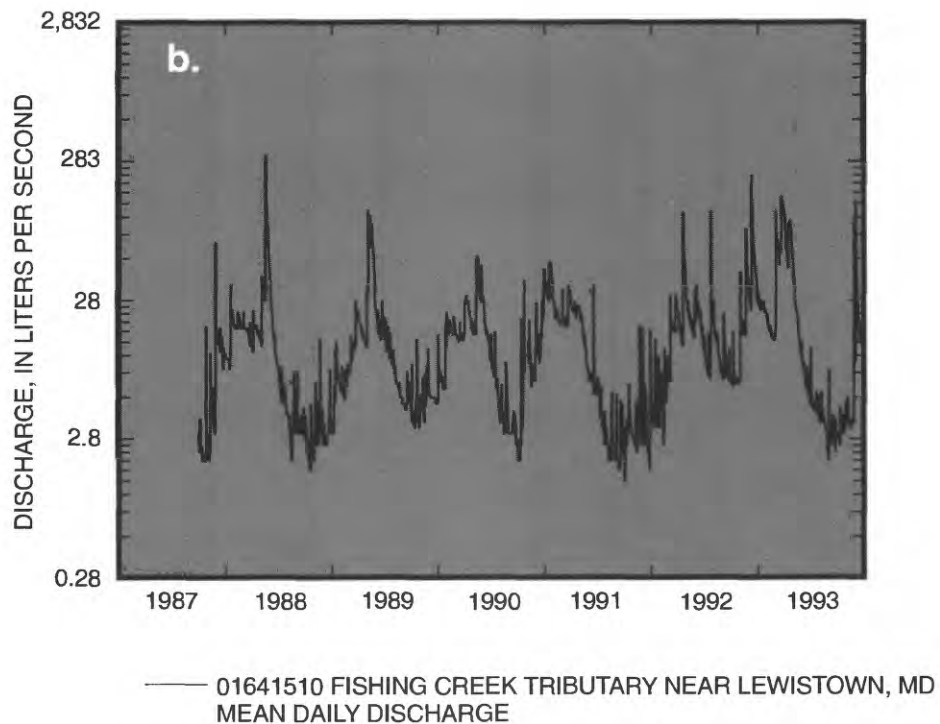 2,832
b.
283
28
2.8
0.28
DISCHARGE, IN LITERS PER SECOND
1987 1988 1989 1990 1991 1992 1993
01641510 FISHING CREEK TRIBUTARY NEAR LEWISTOWN, MD
MEAN DAILY DISCHARGE